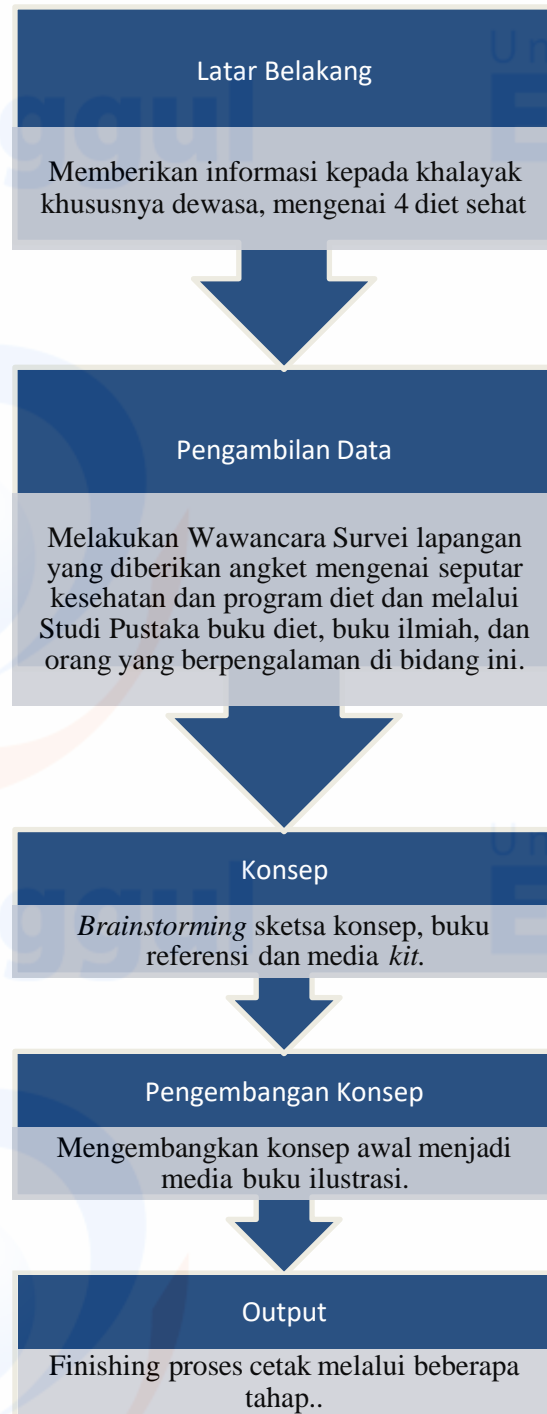 Latar Belakang
Memberikan informasi kepada khalayak
khususnya dewasa, mengenai 4 diet sehat
Pengambilan Data
Melakukan Wawancara Survei lapangan
yang diberikan angket mengenai seputar
kesehatan dan program diet dan melalui
Studi Pustaka buku diet, buku ilmiah, dan
orang yang berpengalaman di bidang ini.
Konsep
Brainstorming sketsa konsep, buku
referensi dan media kit.
Pengembangan Konsep
Mengembangkan konsep awal menjadi
media buku ilustrasi.
Output
Finishing proses cetak melalui beberapa
tahap..